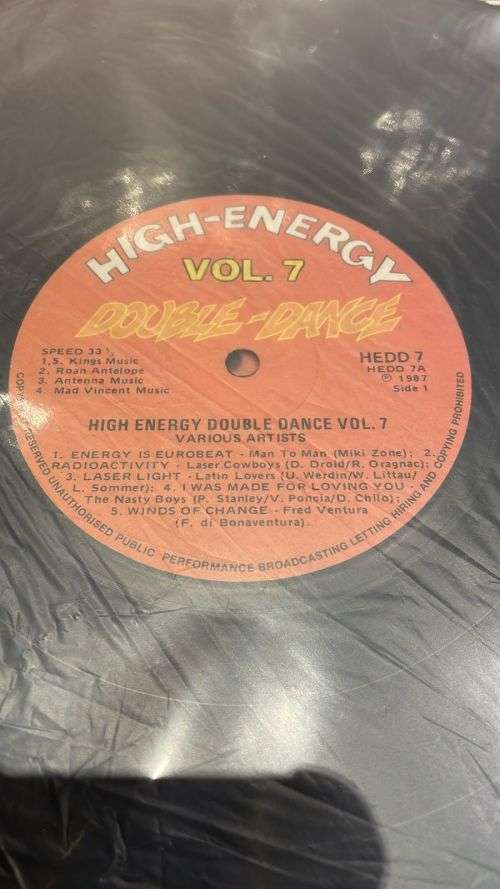 HIGH-ENERGY
VOL. 7
DOUBLE-DANCE
SPEED 33⅓
1,5. Kings Music
2. Roan Antelope
3. Antenna Music
4. Mad Vincent Music
HEDD 7
HEDD 7A
℗ 1987
Side 1
HIGH ENERGY DOUBLE DANCE VOL. 7
VARIOUS ARTISTS
1. ENERGY IS EUROBEAT - Man To Man (Miki Zone); 2.
RADIOACTIVITY - Laser Cowboys (D. Droid/R. Oragnac);
3. LASER LIGHT - Latin Lovers (U. Werdin/W. Littau/
L. Sommer); 4. I WAS MADE FOR LOVING YOU -
The Nasty Boys (P. Stanley/V. Poncia/D. Chilo);
5. WINDS OF CHANGE - Fred Ventura
(F. di Bonaventura).
RESERVED UNAUTHORISED PUBLIC PERFORMANCE BROADCASTING LETTING HIRING AND COPYING PROHIBITED